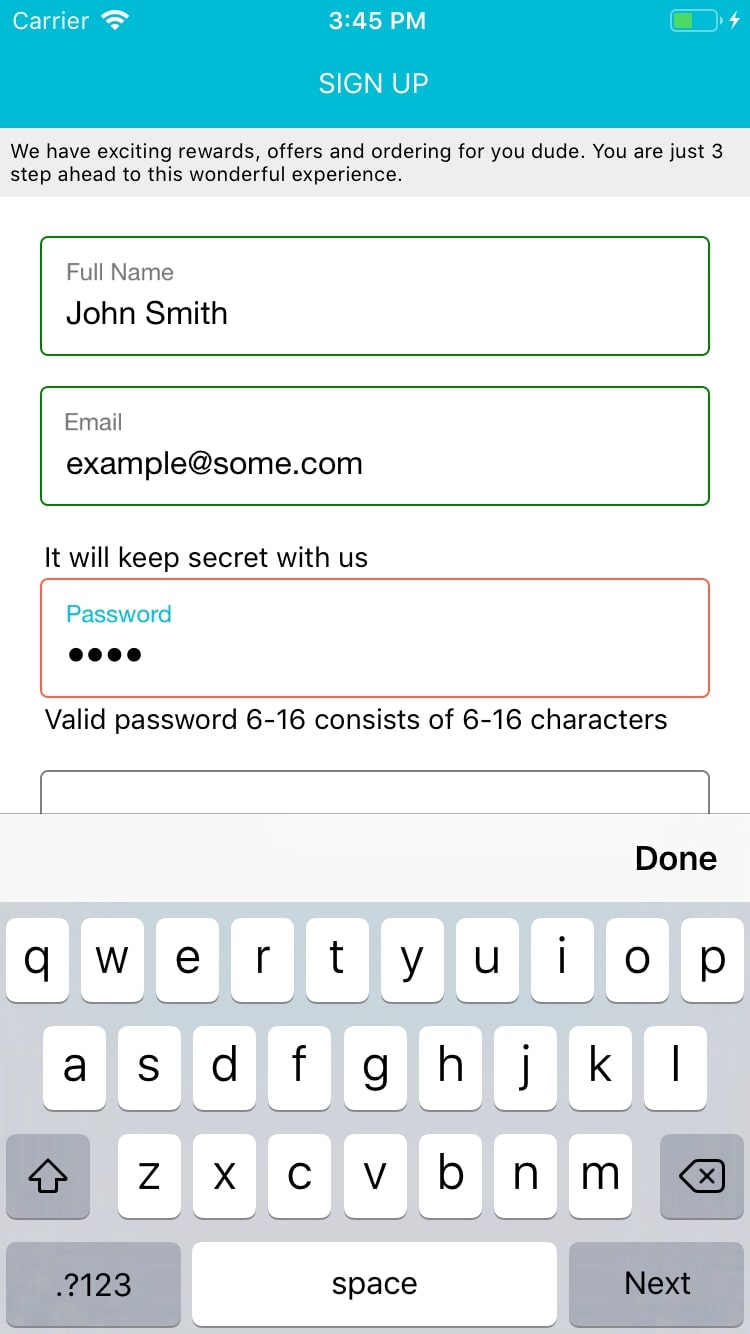 Carrier 3:45 PM
SIGN UP
We have exciting rewards, offers and ordering for you dude. You are just 3
step ahead to this wonderful experience.
Full Name
John Smith
Email
example@some.com
It will keep secret with us
Password
••••
Valid password 6-16 consists of 6-16 characters
Done
q w e r t y u i o p
a s d f g h j k l
z x c v b n m
.?123 space Next